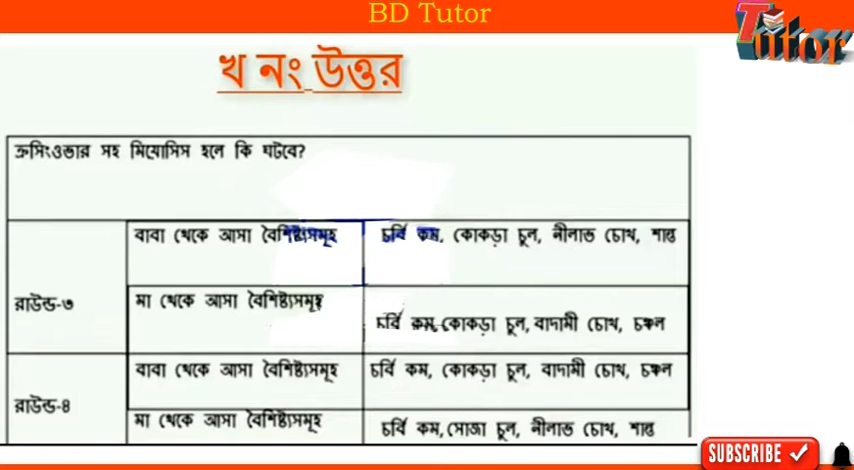 BD Tutor
Tutor
খ নং উত্তর
ক্রসিংওভার সহ মিয়োসিস হলে কি ঘটবে?
বাবা থেকে আসা বৈশিষ্ট্যসমূহ চর্বি কম, কোকড়া চুল, নীলাভ চোখ, শান্ত
রাউন্ড-৩
মা থেকে আসা বৈশিষ্ট্যসমূহ চর্বি কম, কোকড়া চুল, বাদামী চোখ, চঞ্চল
বাবা থেকে আসা বৈশিষ্ট্যসমূহ চর্বি কম, কোকড়া চুল, বাদামী চোখ, চঞ্চল
রাউন্ড-৪
মা থেকে আসা বৈশিষ্ট্যসমূহ চর্বি কম, সোজা চুল, নীলাভ চোখ, শান্ত
SUBSCRIBE